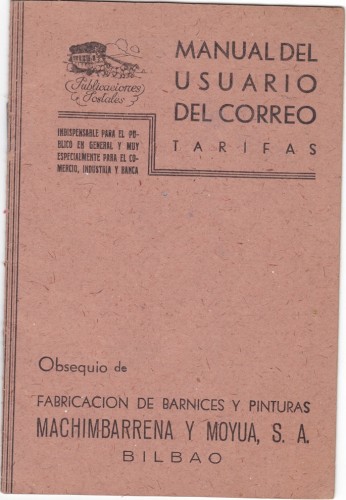 Publicaciones
Postales
MANUAL DEL
USUARIO
DEL CORREO
TARIFAS
INDISPENSABLE PARA EL PÚ-
BLICO EN GENERAL Y MUY
ESPECIALMENTE PARA EL CO-
MERCIO, INDUSTRIA Y BANCA
Obsequio de
FABRICACION DE BARNICES Y PINTURAS
MACHIMBARRENA Y MOYUA, S. A.
BILBAO